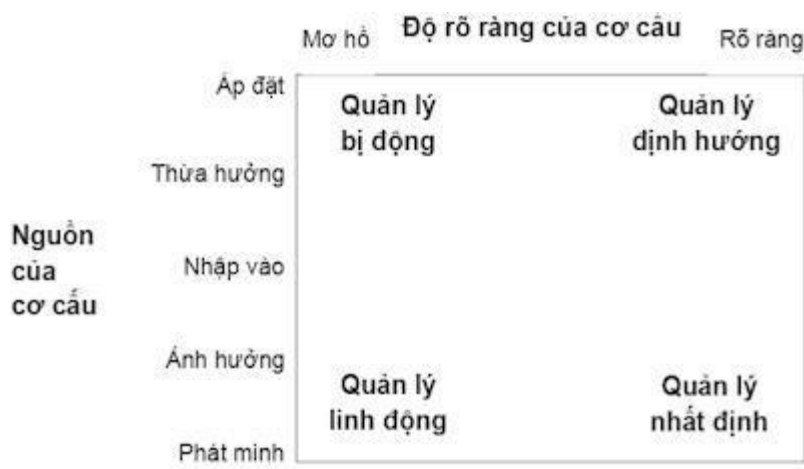 Mơ hồ Độ rõ ràng của cơ cấu Rõ ràng
Áp đặt
Quản lý
bị động
Quản lý
định hướng
Thừa hưởng
Nguồn
của
cơ cấu
Nhập vào
Ảnh hưởng
Quản lý
linh động
Quản lý
nhất định
Phát minh